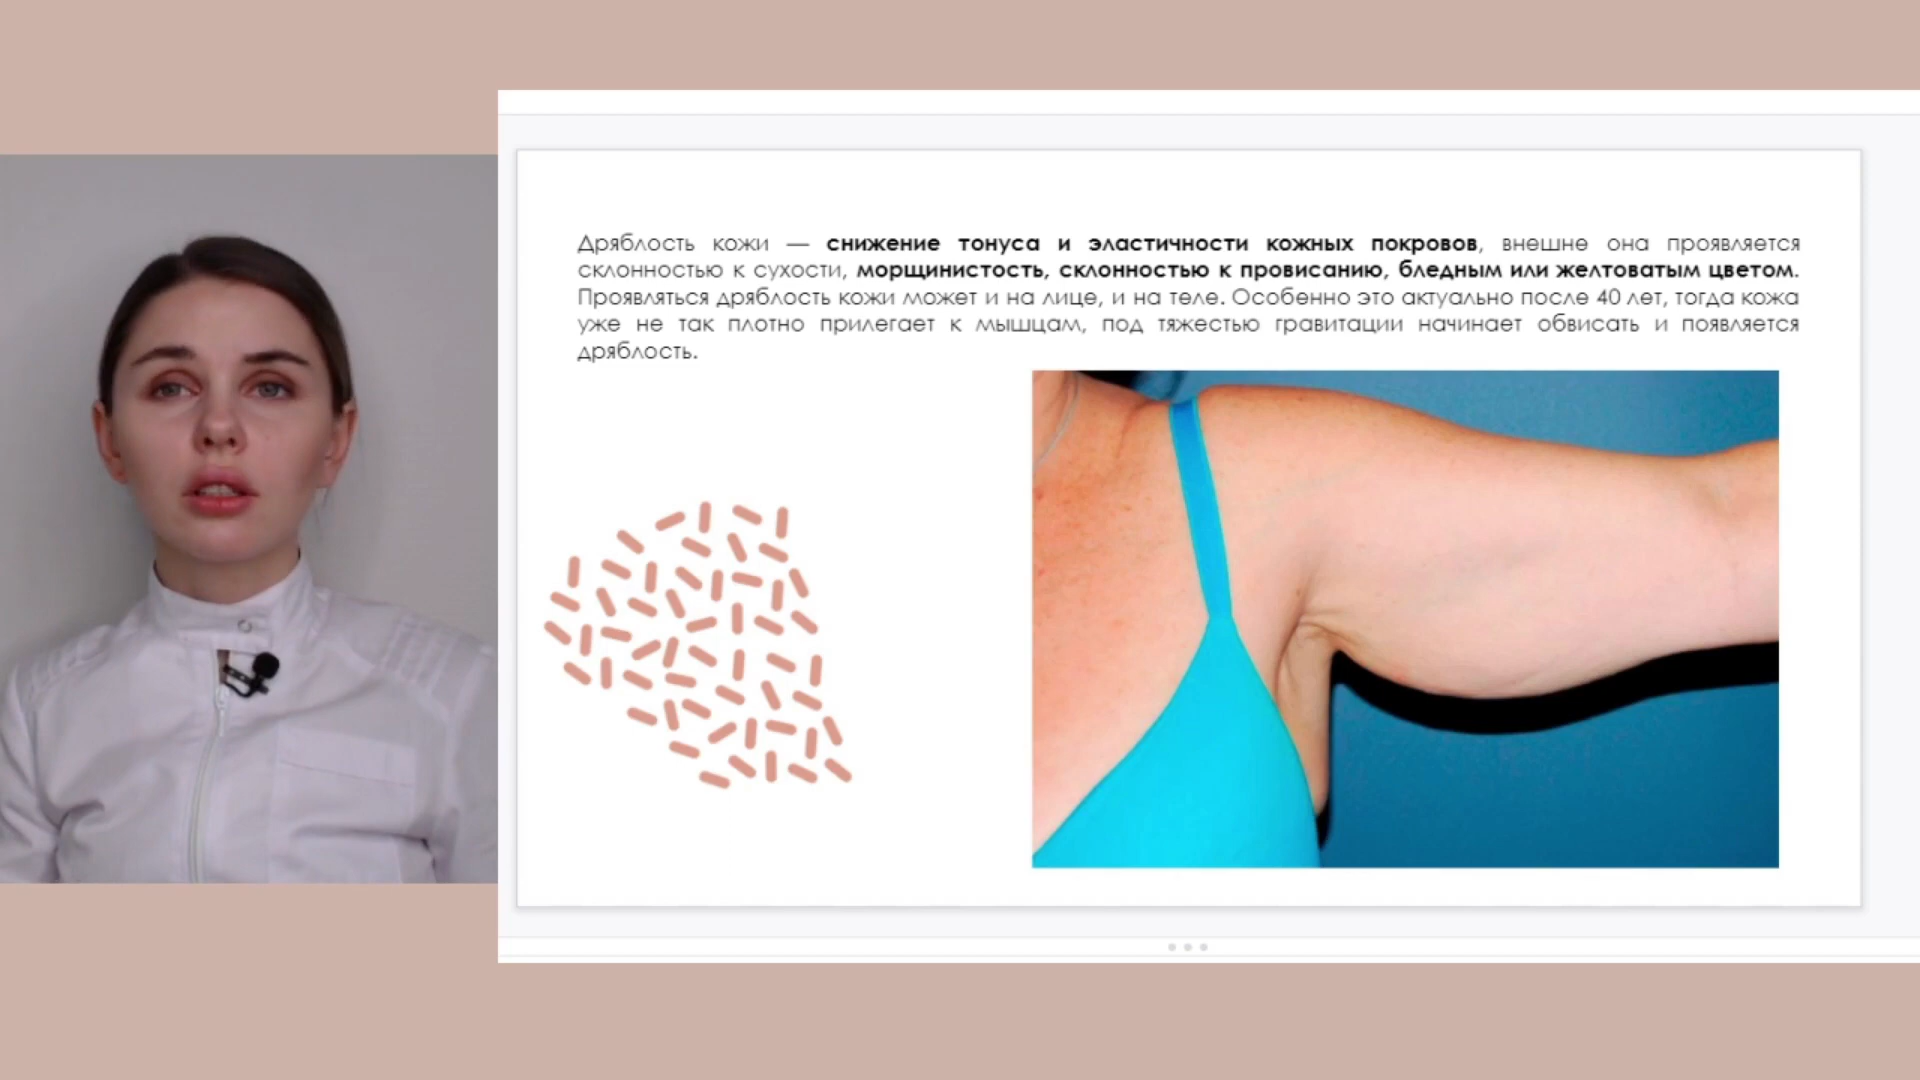 Дряблость кожи — снижение тонуса и эластичности кожных покровов, внешне она проявляется
склонностью к сухости, морщинистость, склонностью к провисанию, бледным или желтоватым цветом.
Проявляться дряблость кожи может и на лице, и на теле. Особенно это актуально после 40 лет, тогда кожа
уже не так плотно прилегает к мышцам, под тяжестью гравитации начинает обвисать и появляется
дряблость.